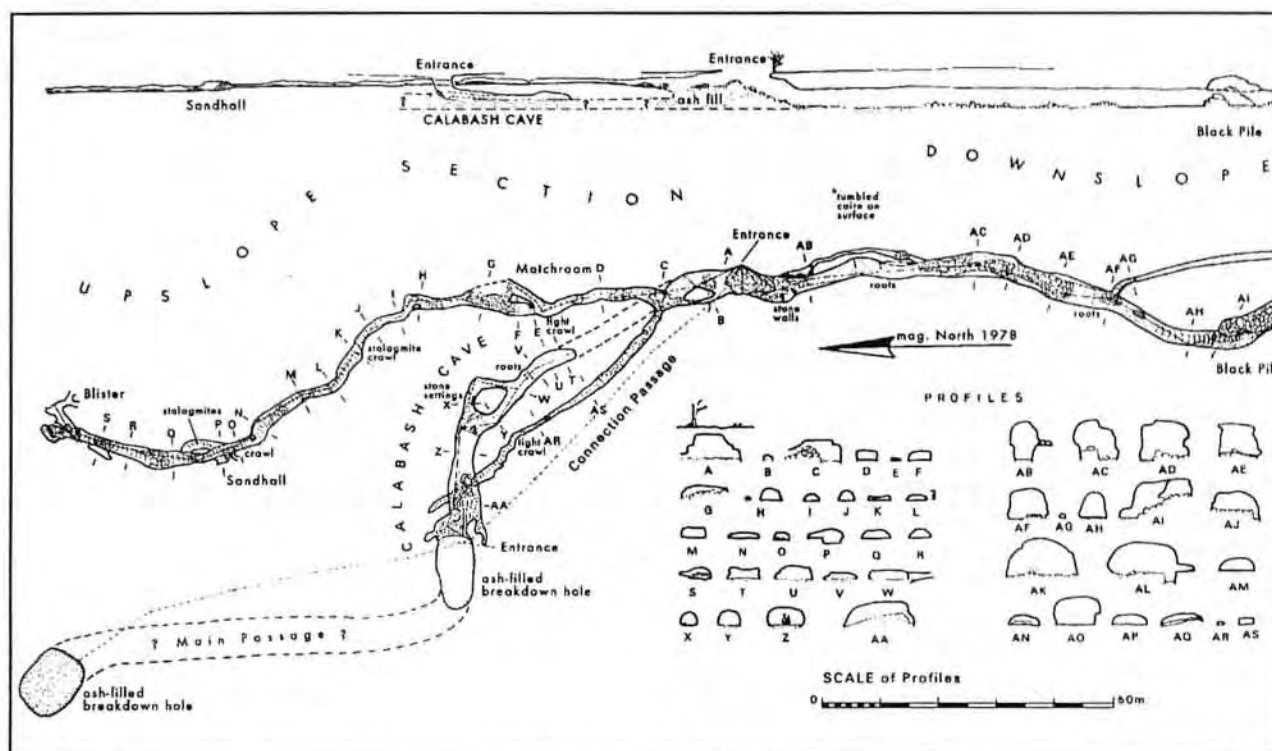 Entrance
Entrance
Sandhall
? ? ? ash fill
CALABASH CAVE
Black Pile
UPSLOPE SECTION
DOWNSLOPE
tumbled
cairn on
surface
Entrance
A
AB
AC
AD
AE
AF
AG
AH
AI
roots
roots
stone
walls
B
C
Matchroom
D
G
H
I
J
K
L
M
stalagmite
crawl
F
E
tight
crawl
V
roots
U
T
W
stone
settings
X
Y
Z
AS
tight
crawl
AR
Connection Passage
CALABASH CAVE
AA
Entrance
ash-filled
breakdown hole
? Main Passage ?
ash-filled
breakdown hole
Blister
S
R
Q
P
O
N
stalagmites
crawl
Sandhall
mag. North 1978
Black Pil
PROFILES
A B C D E F
G H I J K L
M N O P Q R
S T U V W
X Y Z AA
AB AC AD AE
AF AG AH AI AJ
AK AL AM
AN AO AP AQ AR AS
SCALE of Profiles
0 50m